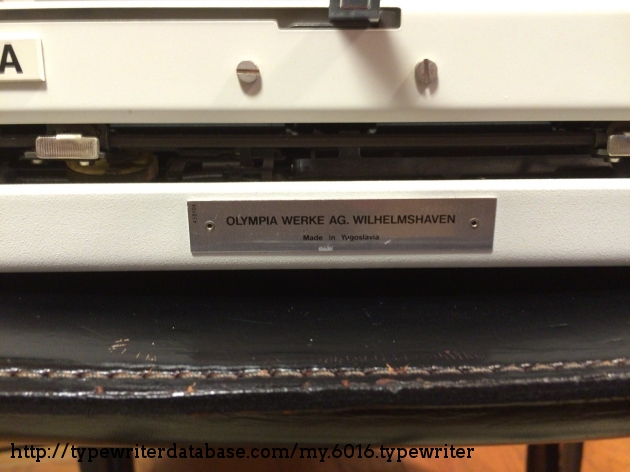 A
OLYMPIA WERKE AG. WILHELMSHAVEN
Made in Yugoslavia
http://typewriterdatabase.com/my.6016.typewriter